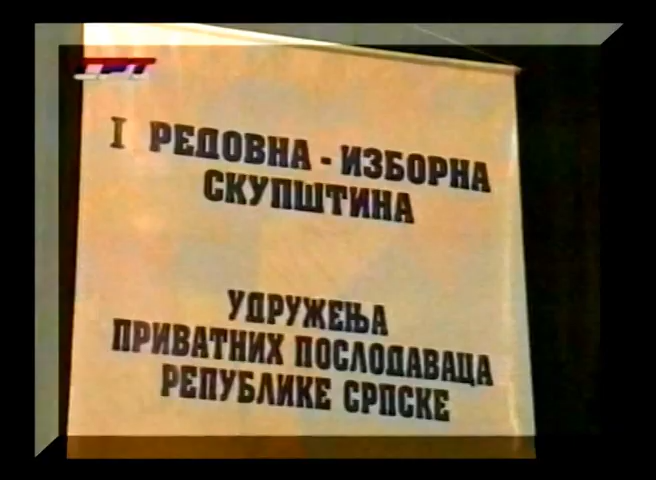 I РЕДОВНА - ИЗБОРНА
СКУПШТИНА
УДРУЖЕЊА
ПРИВАТНИХ ПОСЛОДАВАЦА
РЕПУБЛИКЕ СРПСКЕ